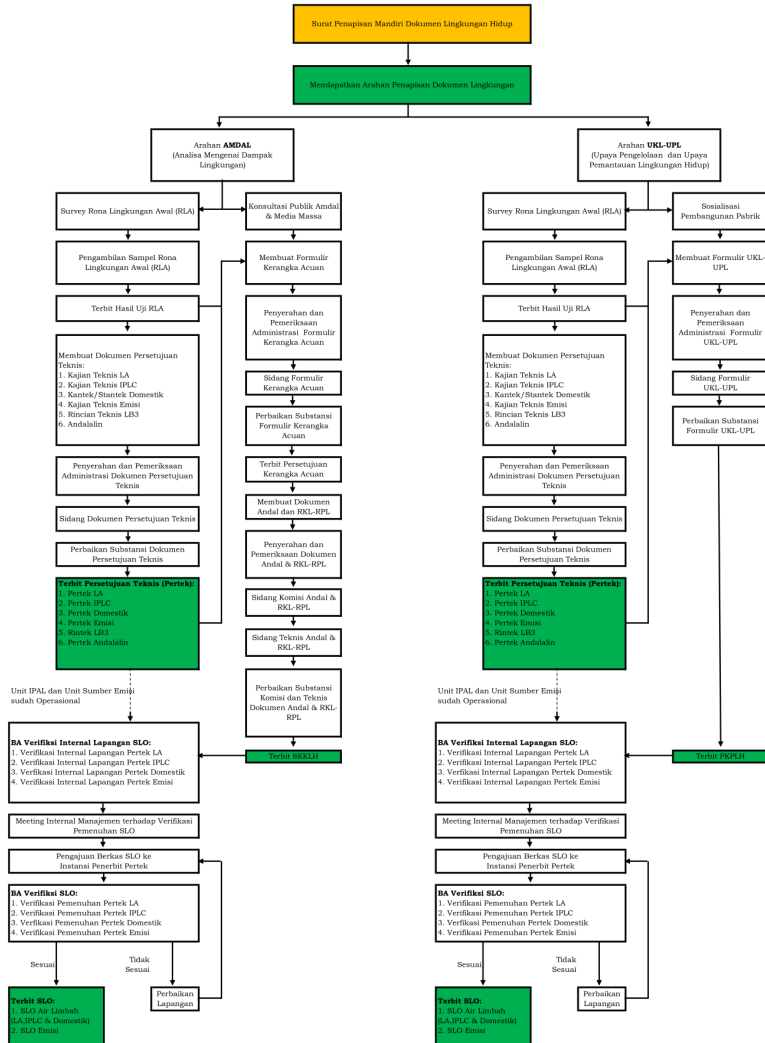 Surat Penapisan Mandiri Dokumen Lingkungan Hidup
Mendapatkan Arahan Penapisan Dokumen Lingkungan
Arahan AMDAL
(Analisa Mengenai Dampak
Lingkungan)
Survey Rona Lingkungan Awal (RLA)
Konsultasi Publik Amdal
& Media Massa
Pengambilan Sampel Rona
Lingkungan Awal (RLA)
Membuat Formulir
Kerangka Acuan
Terbit Hasil Uji RLA
Penyerahan dan
Pemeriksaan
Administrasi Formulir
Kerangka Acuan
Membuat Dokumen Persetujuan
Teknis:
1. Kajian Teknis LA
2. Kajian Teknis IPLC
3. Kantek/Stantek Domestik
4. Kajian Teknis Emisi
5. Rincian Teknis LB3
6. Andalalin
Sidang Formulir
Kerangka Acuan
Perbaikan Substansi
Formulir Kerangka
Acuan
Penyerahan dan Pemeriksaan
Administrasi Dokumen Persetujuan
Teknis
Terbit Persetujuan
Kerangka Acuan
Sidang Dokumen Persetujuan Teknis
Membuat Dokumen
Andal dan RKL-RPL
Perbaikan Substansi Dokumen
Persetujuan Teknis
Penyerahan dan
Pemeriksaan Dokumen
Andal & RKL-RPL
Terbit Persetujuan Teknis (Pertek):
1. Pertek LA
2. Pertek IPLC
3. Pertek Domestik
4. Pertek Emisi
5. Rintek LB3
6. Pertek Andalalin
Sidang Komisi Andal &
RKL-RPL
Sidang Teknis Andal &
RKL-RPL
Perbaikan Substansi
Komisi dan Teknis
Dokumen Andal & RKL-
RPL
Unit IPAL dan Unit Sumber Emisi
sudah Operasional
Terbit SKKLH
BA Verifikasi Internal Lapangan SLO:
1. Verifikasi Internal Lapangan Pertek LA
2. Verifikasi Internal Lapangan Pertek IPLC
3. Verifikasi Internal Lapangan Pertek Domestik
4. Verifikasi Internal Lapangan Pertek Emisi
Meeting Internal Manajemen terhadap Verifikasi
Pemenuhan SLO
Pengajuan Berkas SLO ke
Instansi Penerbit Pertek
BA Verifiksi SLO:
1. Verifikasi Pemenuhan Pertek LA
2. Verifikasi Pemenuhan Pertek IPLC
3. Verfikasi Pemenuhan Pertek Domestik
4. Verfikasi Pemenuhan Pertek Emisi
Sesuai
Tidak
Sesuai
Perbaikan
Lapangan
Terbit SLO:
1. SLO Air Limbah
(LA,IPLC & Domestik)
2. SLO Emisi
Arahan UKL-UPL
(Upaya Pengelolaan dan Upaya
Pemantauan Lingkungan Hidup)
Survey Rona Lingkungan Awal (RLA)
Sosialisasi
Pembangunan Pabrik
Pengambilan Sampel Rona
Lingkungan Awal (RLA)
Membuat Formulir UKL-
UPL
Terbit Hasil Uji RLA
Penyerahan dan
Pemeriksaan
Administrasi Formulir
UKL-UPL
Membuat Dokumen Persetujuan
Teknis:
1. Kajian Teknis LA
2. Kajian Teknis IPLC
3. Kantek/Stantek Domestik
4. Kajian Teknis Emisi
5. Rincian Teknis LB3
6. Andalalin
Sidang Formulir
UKL-UPL
Perbaikan Substansi
Formulir UKL-UPL
Penyerahan dan Pemeriksaan
Administrasi Dokumen Persetujuan
Teknis
Sidang Dokumen Persetujuan Teknis
Perbaikan Substansi Dokumen
Persetujuan Teknis
Terbit Persetujuan Teknis (Pertek):
1. Pertek LA
2. Pertek IPLC
3. Pertek Domestik
4. Pertek Emisi
5. Rintek LB3
6. Pertek Andalalin
Unit IPAL dan Unit Sumber Emisi
sudah Operasional
Terbit PKPLH
BA Verifikasi Internal Lapangan SLO:
1. Verifikasi Internal Lapangan Pertek LA
2. Verifikasi Internal Lapangan Pertek IPLC
3. Verifikasi Internal Lapangan Pertek Domestik
4. Verifikasi Internal Lapangan Pertek Emisi
Meeting Internal Manajemen terhadap Verifikasi
Pemenuhan SLO
Pengajuan Berkas SLO ke
Instansi Penerbit Pertek
BA Verifiksi SLO:
1. Verifikasi Pemenuhan Pertek LA
2. Verifikasi Pemenuhan Pertek IPLC
3. Verfikasi Pemenuhan Pertek Domestik
4. Verfikasi Pemenuhan Pertek Emisi
Sesuai
Tidak
Sesuai
Perbaikan
Lapangan
Terbit SLO:
1. SLO Air Limbah
(LA,IPLC & Domestik)
2. SLO Emisi